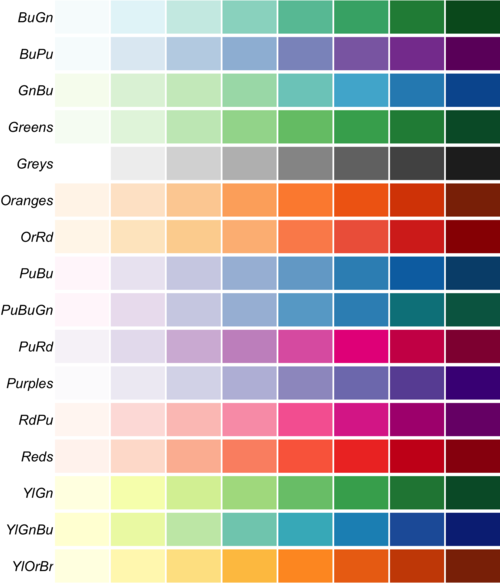 BuGn
BuPu
GnBu
Greens
Greys
Oranges
OrRd
PuBu
PuBuGn
PuRd
Purples
RdPu
Reds
YlGn
YlGnBu
YlOrBr